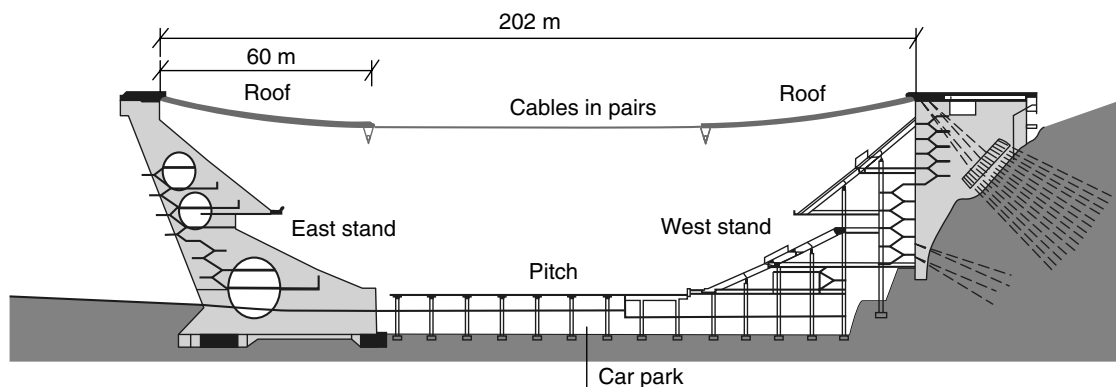 202 m
60 m
Roof
Cables in pairs
Roof
East stand
West stand
Pitch
Car park